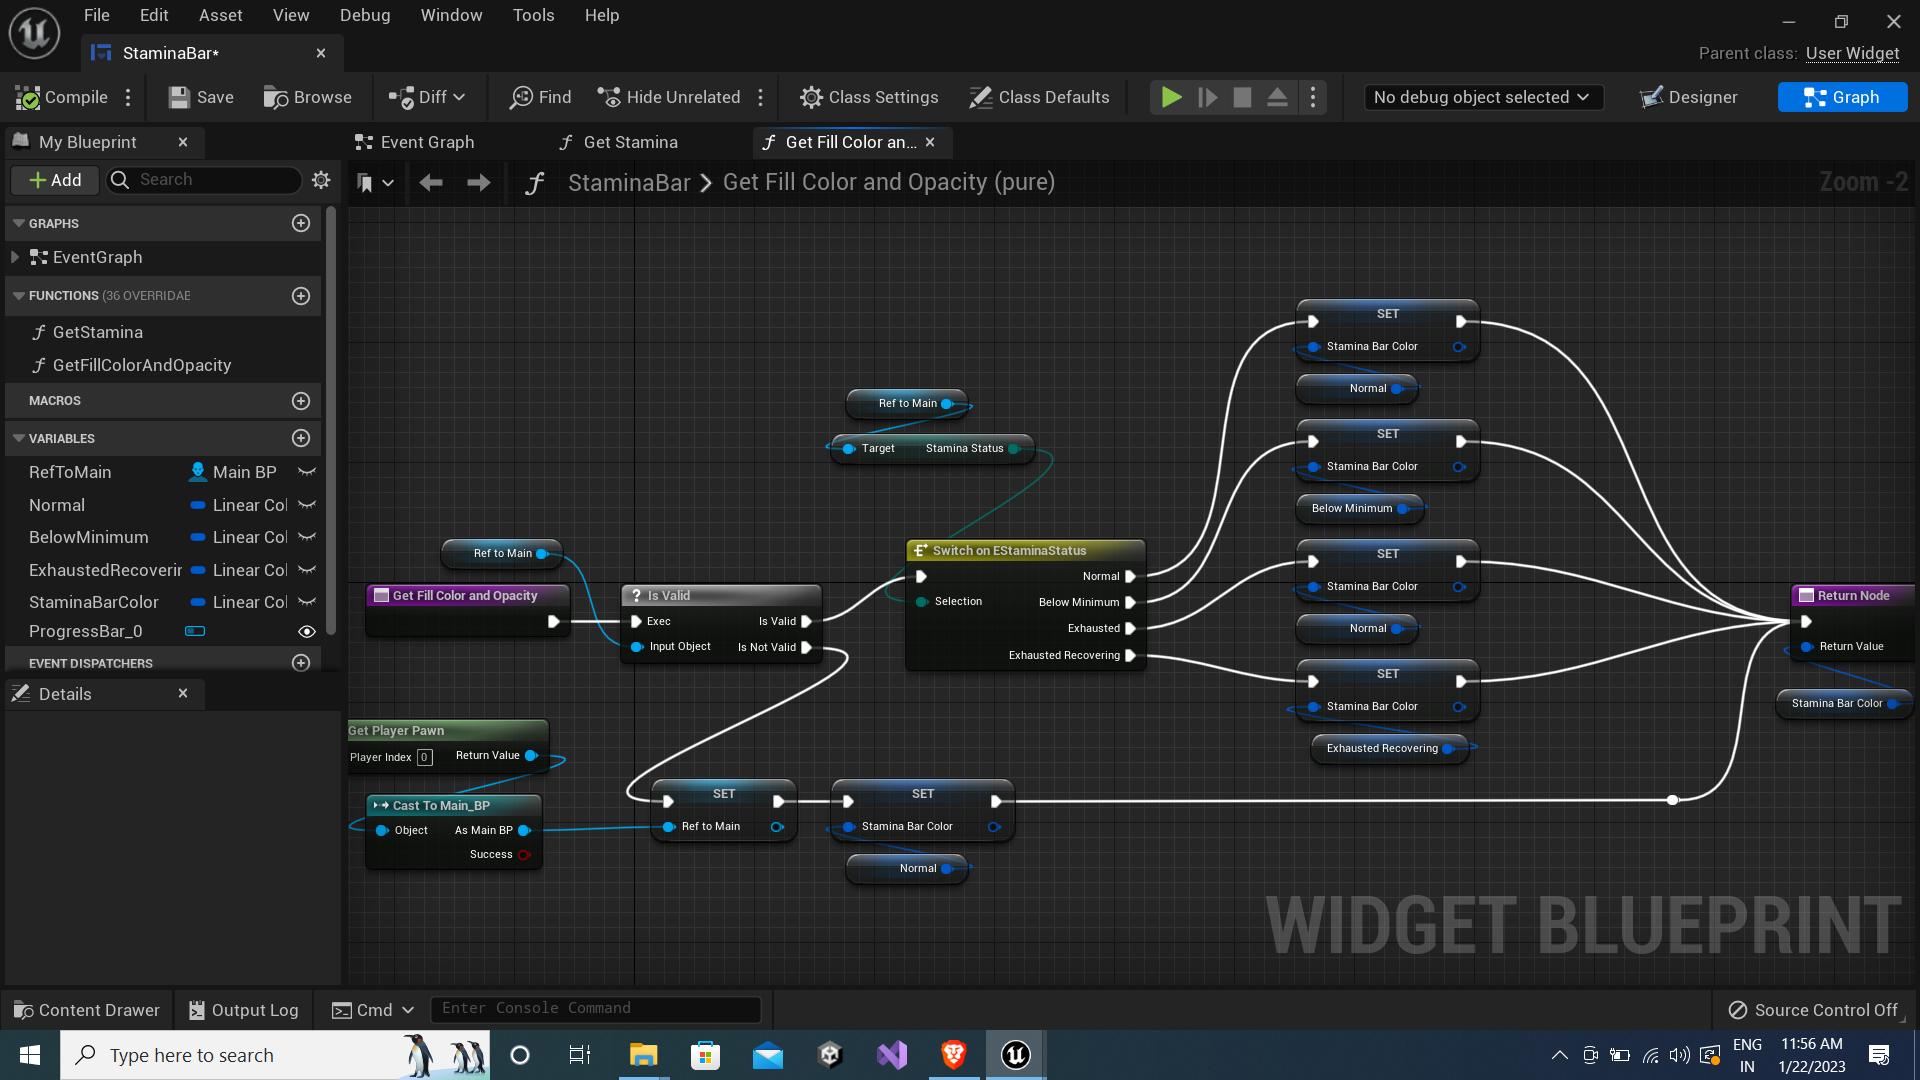 File Edit Asset View Debug Window Tools Help
StaminaBar*
Parent class: User Widget
Compile Save Browse Diff Find Hide Unrelated Class Settings Class Defaults No debug object selected Designer Graph
My Blueprint
Event Graph Get Stamina Get Fill Color an...
Add Search
StaminaBar > Get Fill Color and Opacity (pure)
Zoom -2
GRAPHS
EventGraph
FUNCTIONS (36 OVERRIDAE
GetStamina
GetFillColorAndOpacity
MACROS
VARIABLES
RefToMain Main BP
Normal Linear Col
BelowMinimum Linear Col
ExhaustedRecoverin Linear Col
StaminaBarColor Linear Col
ProgressBar_0
EVENT DISPATCHERS
Details
Ref to Main
Get Fill Color and Opacity
Is Valid
Exec Is Valid
Input Object Is Not Valid
Ref to Main
Target Stamina Status
Switch on EStaminaStatus
Normal
Selection Below Minimum
Exhausted
Exhausted Recovering
SET
Stamina Bar Color
Normal
SET
Stamina Bar Color
Below Minimum
SET
Stamina Bar Color
Normal
SET
Stamina Bar Color
Exhausted Recovering
Return Node
Return Value
Stamina Bar Color
Get Player Pawn
Player Index 0 Return Value
Cast To Main_BP
Object As Main BP
Success
SET
Ref to Main
SET
Stamina Bar Color
Normal
WIDGET BLUEPRINT
Content Drawer Output Log Cmd Enter Console Command Source Control Off
Type here to search
ENG
IN
11:56 AM
1/22/2023